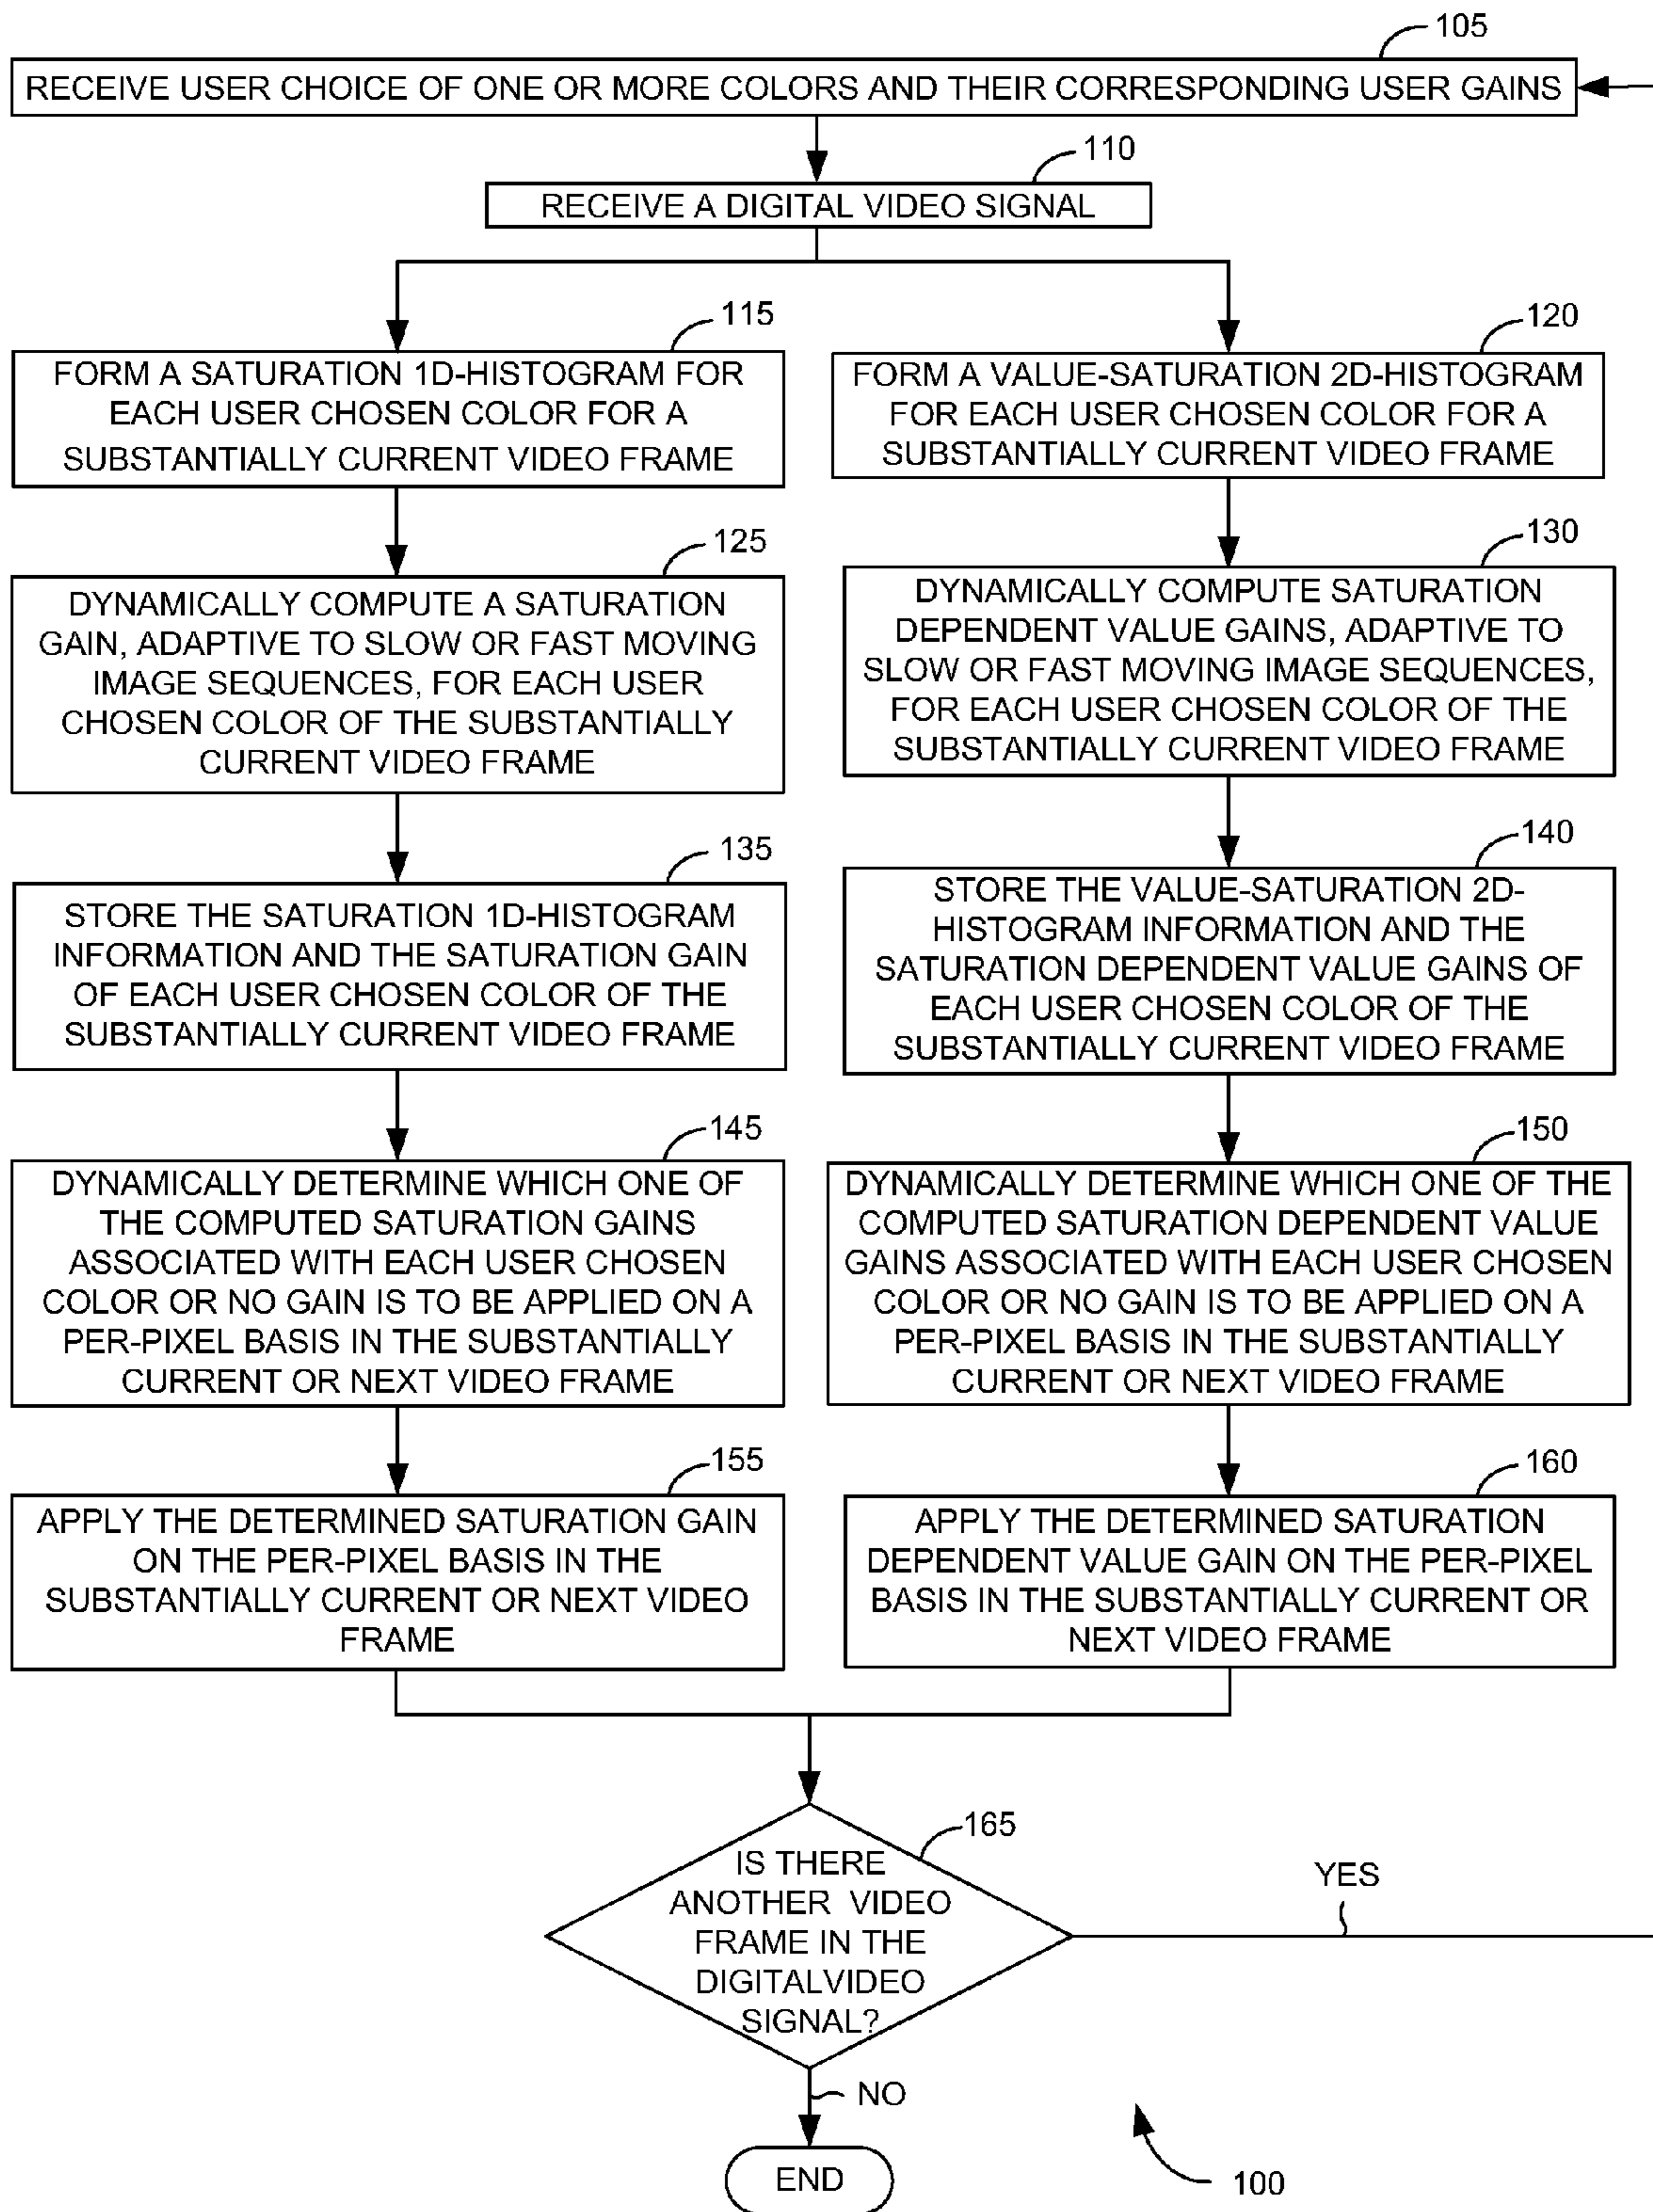 105
RECEIVE USER CHOICE OF ONE OR MORE COLORS AND THEIR CORRESPONDING USER GAINS
110
RECEIVE A DIGITAL VIDEO SIGNAL
115
FORM A SATURATION 1D-HISTOGRAM FOR
EACH USER CHOSEN COLOR FOR A
SUBSTANTIALLY CURRENT VIDEO FRAME
120
FORM A VALUE-SATURATION 2D-HISTOGRAM
FOR EACH USER CHOSEN COLOR FOR A
SUBSTANTIALLY CURRENT VIDEO FRAME
125
DYNAMICALLY COMPUTE A SATURATION
GAIN, ADAPTIVE TO SLOW OR FAST MOVING
IMAGE SEQUENCES, FOR EACH USER
CHOSEN COLOR OF THE SUBSTANTIALLY
CURRENT VIDEO FRAME
130
DYNAMICALLY COMPUTE SATURATION
DEPENDENT VALUE GAINS, ADAPTIVE TO
SLOW OR FAST MOVING IMAGE SEQUENCES,
FOR EACH USER CHOSEN COLOR OF THE
SUBSTANTIALLY CURRENT VIDEO FRAME
135
STORE THE SATURATION 1D-HISTOGRAM
INFORMATION AND THE SATURATION GAIN
OF EACH USER CHOSEN COLOR OF THE
SUBSTANTIALLY CURRENT VIDEO FRAME
140
STORE THE VALUE-SATURATION 2D-
HISTOGRAM INFORMATION AND THE
SATURATION DEPENDENT VALUE GAINS OF
EACH USER CHOSEN COLOR OF THE
SUBSTANTIALLY CURRENT VIDEO FRAME
145
DYNAMICALLY DETERMINE WHICH ONE OF
THE COMPUTED SATURATION GAINS
ASSOCIATED WITH EACH USER CHOSEN
COLOR OR NO GAIN IS TO BE APPLIED ON A
PER-PIXEL BASIS IN THE SUBSTANTIALLY
CURRENT OR NEXT VIDEO FRAME
150
DYNAMICALLY DETERMINE WHICH ONE OF THE
COMPUTED SATURATION DEPENDENT VALUE
GAINS ASSOCIATED WITH EACH USER CHOSEN
COLOR OR NO GAIN IS TO BE APPLIED ON A
PER-PIXEL BASIS IN THE SUBSTANTIALLY
CURRENT OR NEXT VIDEO FRAME
155
APPLY THE DETERMINED SATURATION GAIN
ON THE PER-PIXEL BASIS IN THE
SUBSTANTIALLY CURRENT OR NEXT VIDEO
FRAME
160
APPLY THE DETERMINED SATURATION
DEPENDENT VALUE GAIN ON THE PER-PIXEL
BASIS IN THE SUBSTANTIALLY CURRENT OR
NEXT VIDEO FRAME
165
IS THERE
ANOTHER VIDEO
FRAME IN THE
DIGITALVIDEO
SIGNAL?
YES
NO
END
100